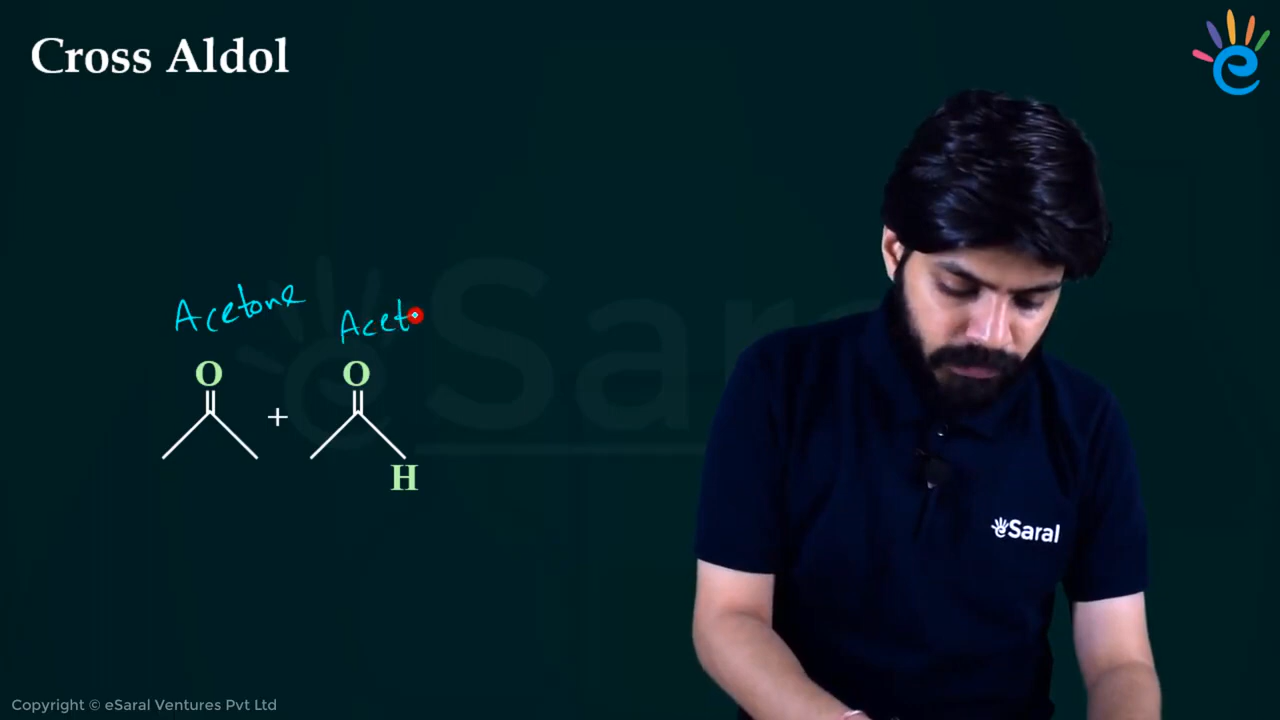 Cross Aldol
Acetone
Acet
O
O
+
H
eSaral
Copyright © eSaral Ventures Pvt Ltd